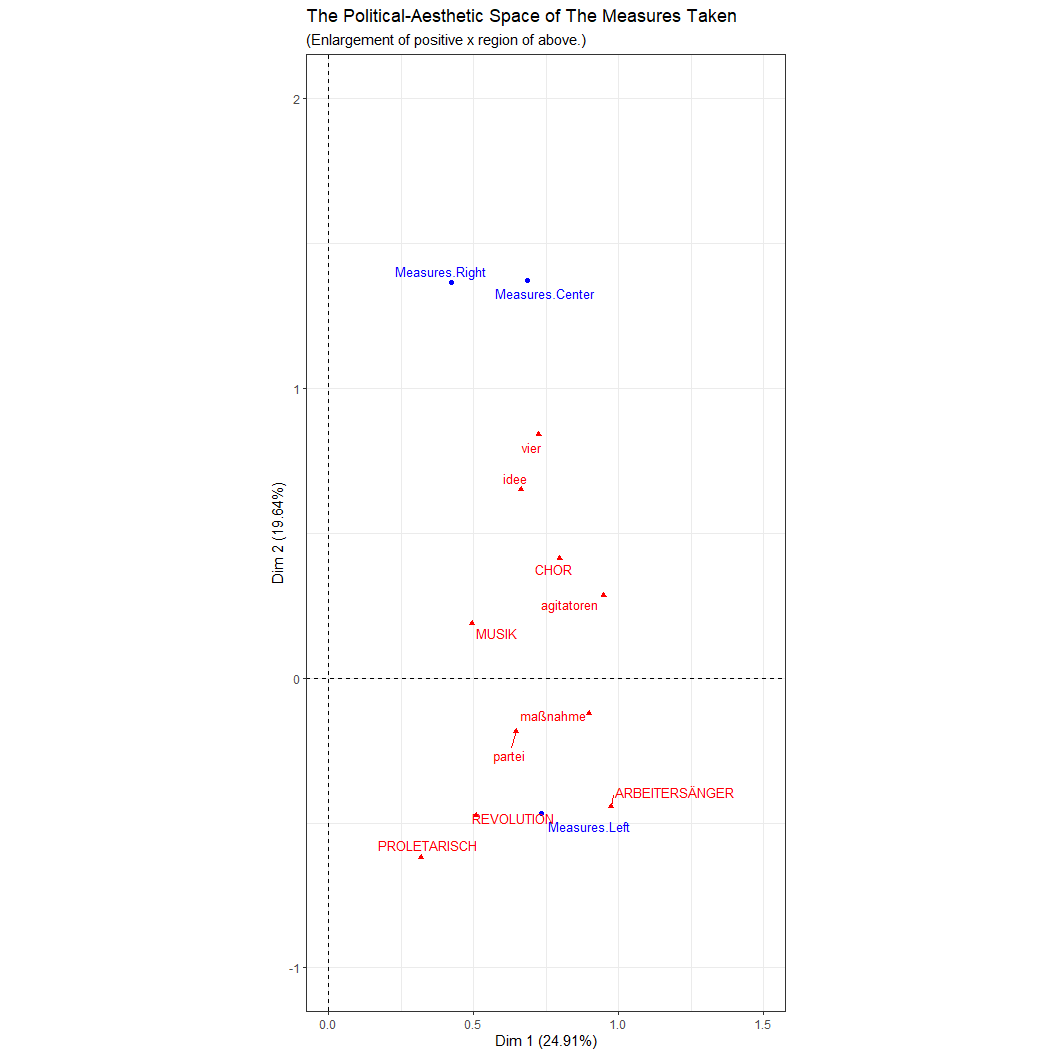 The Political-Aesthetic Space of The Measures Taken
(Enlargement of positive x region of above.)
2
Measures.Right
Measures.Center
1
vier
idee
Dim 2 (19.64%)
CHOR
agitatoren
MUSIK
0
maßnahme
partei
ARBEITERSÄNGER
REVOLUTION
Measures.Left
PROLETARISCH
-1
0.0 0.5 1.0 1.5
Dim 1 (24.91%)